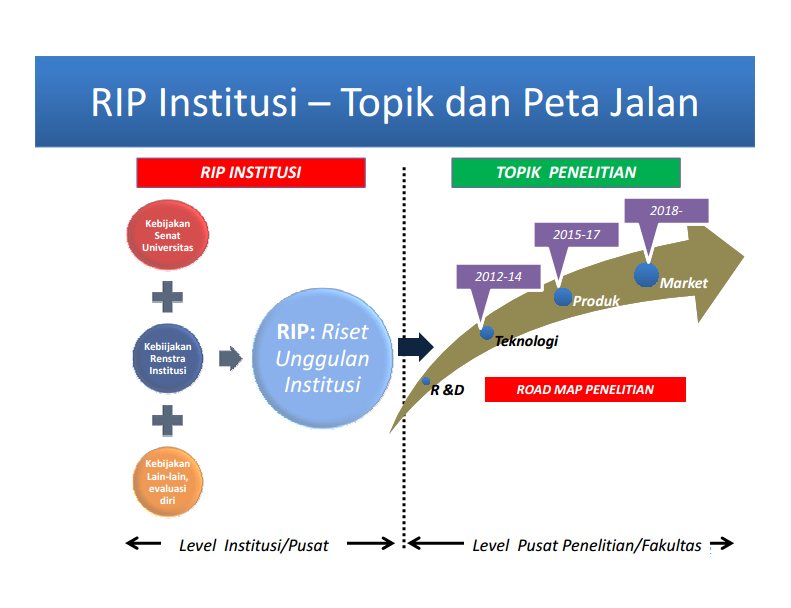 RIP Institusi – Topik dan Peta Jalan
RIP INSTITUSI
Kebijakan
Senat
Universitas
Kebiijakan
Renstra
Institusi
Kebijakan
Lain-lain,
evaluasi
diri
RIP: Riset
Unggulan
Institusi
Level Institusi/Pusat
TOPIK PENELITIAN
2018-
2015-17
2012-14
Market
Produk
Teknologi
R &D
ROAD MAP PENELITIAN
Level Pusat Penelitian/Fakultas